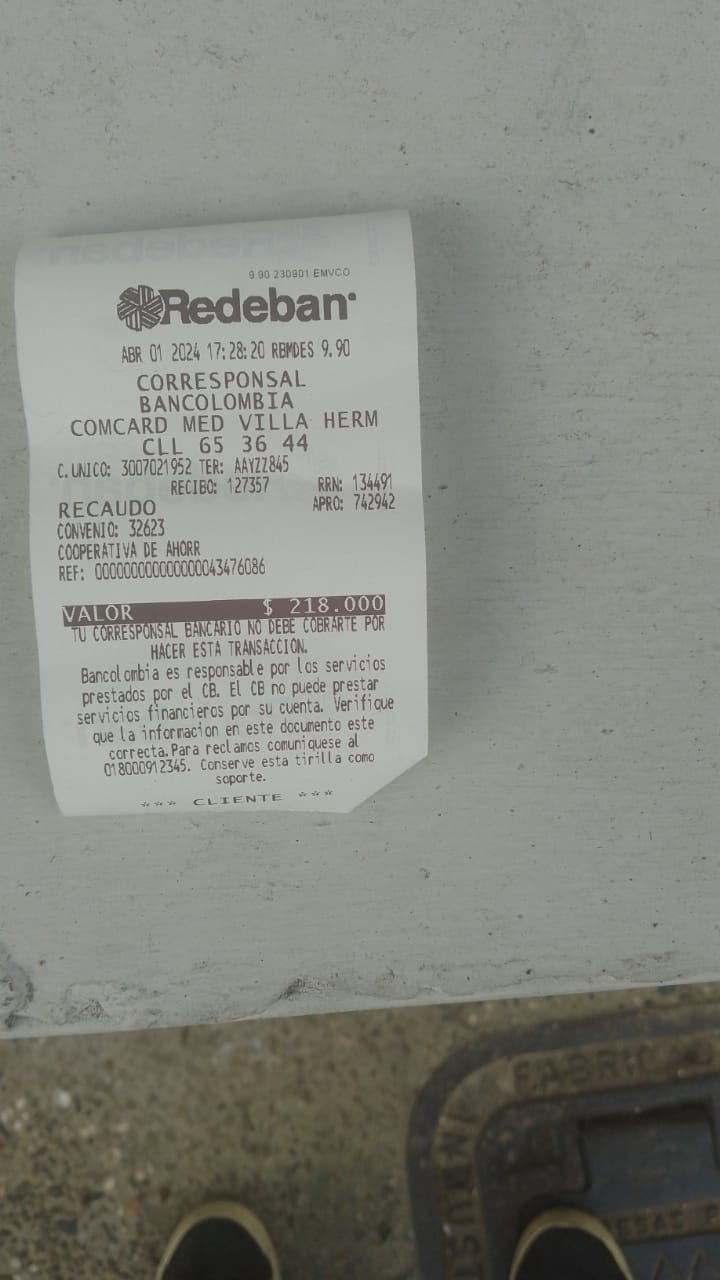 9.90 230901 EMVCO
Redeban
ABR 01 2024 17:28:20 RBMDES 9.90
CORRESPONSAL
BANCOLOMBIA
COMCARD MED VILLA HERM
CLL 65 36 44
C.UNICO: 3007021952 TER: AAYZZ845
RECIBO: 127357 RRN: 134491
RECAUDO APRO: 742942
CONVENIO: 32623
COOPERATIVA DE AHORR
REF: 000000000000000043476086
VALOR $ 218.000
TU CORRESPONSAL BANCARIO NO DEBE COBRARTE POR
HACER ESTA TRANSACCION.
Bancolombia es responsable por los servicios
prestados por el CB. El CB no puede prestar
servicios financieros por su cuenta. Verifique
que la informacion en este documento este
correcta.Para reclamos comuniquese al
018000912345. Conserve esta tirilla como
soporte.
*** CLIENTE ***
FABRIC